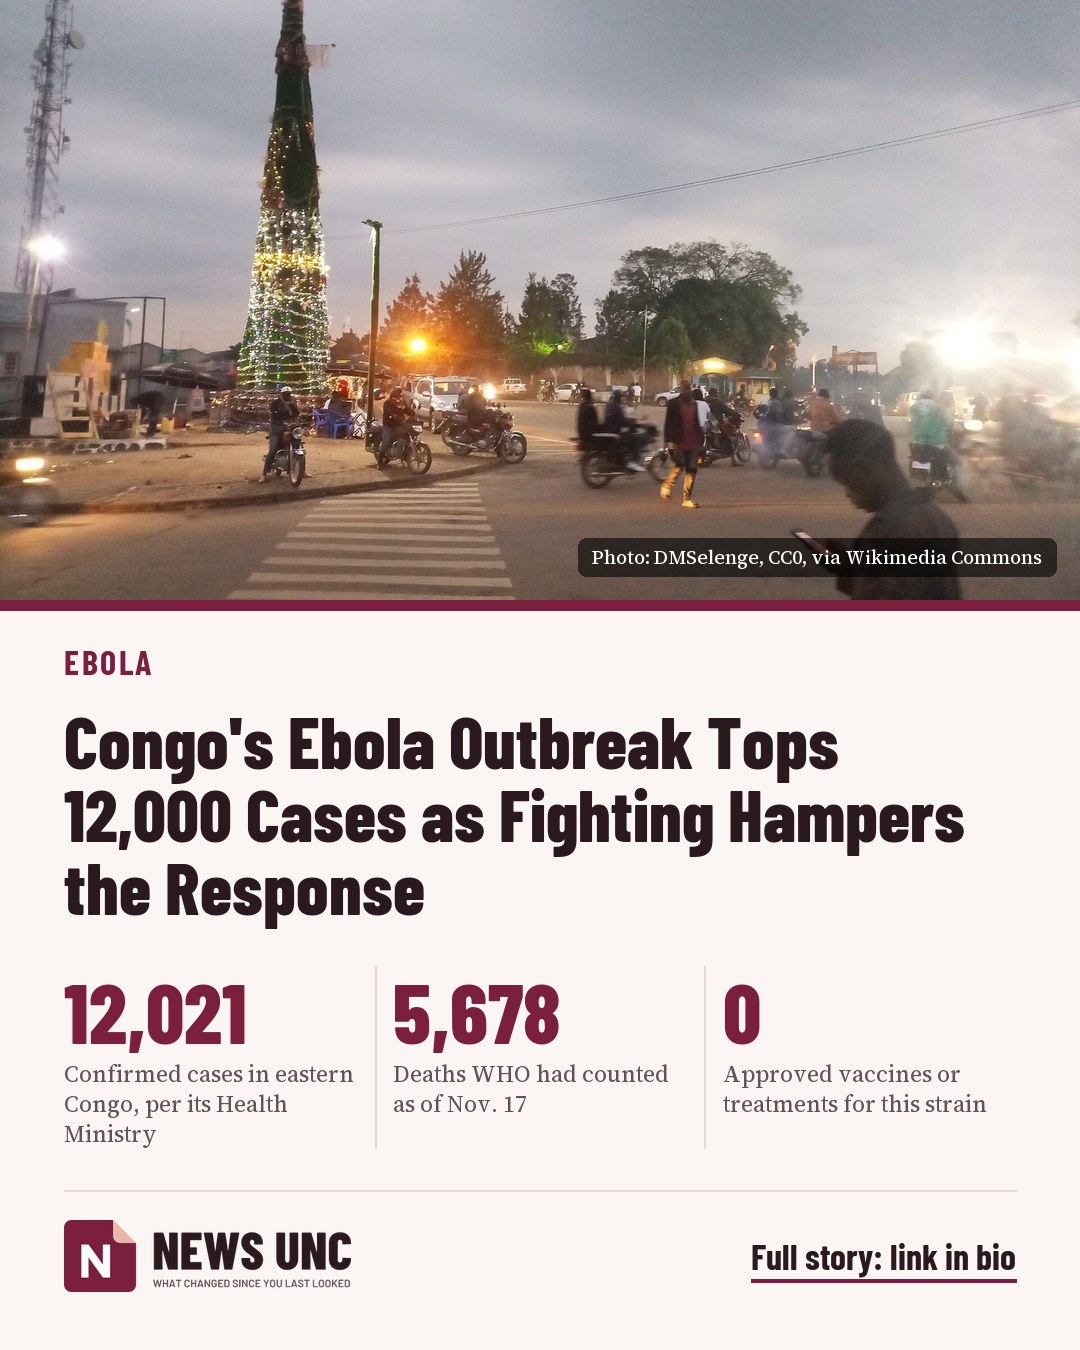 Photo: DMSelenge, CC0, via Wikimedia Commons
EBOLA
Congo's Ebola Outbreak Tops
12,000 Cases as Fighting Hampers
the Response
12,021
Confirmed cases in eastern
Congo, per its Health
Ministry
5,678
Deaths WHO had counted
as of Nov. 17
0
Approved vaccines or
treatments for this strain
N
NEWS UNC
WHAT CHANGED SINCE YOU LAST LOOKED
Full story: link in bio